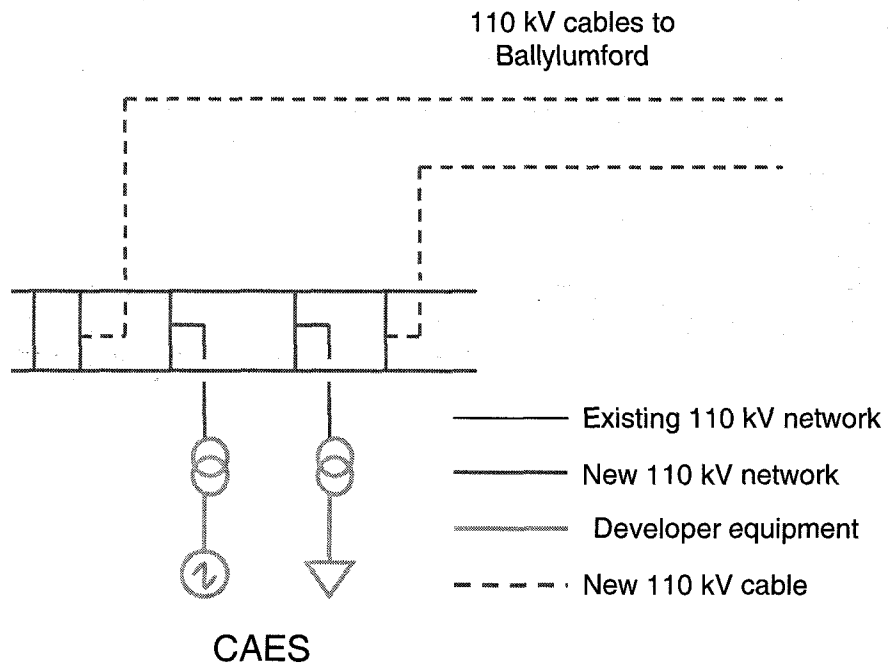 110 kV cables to
Ballylumford
Existing 110 kV network
New 110 kV network
Developer equipment
New 110 kV cable
CAES